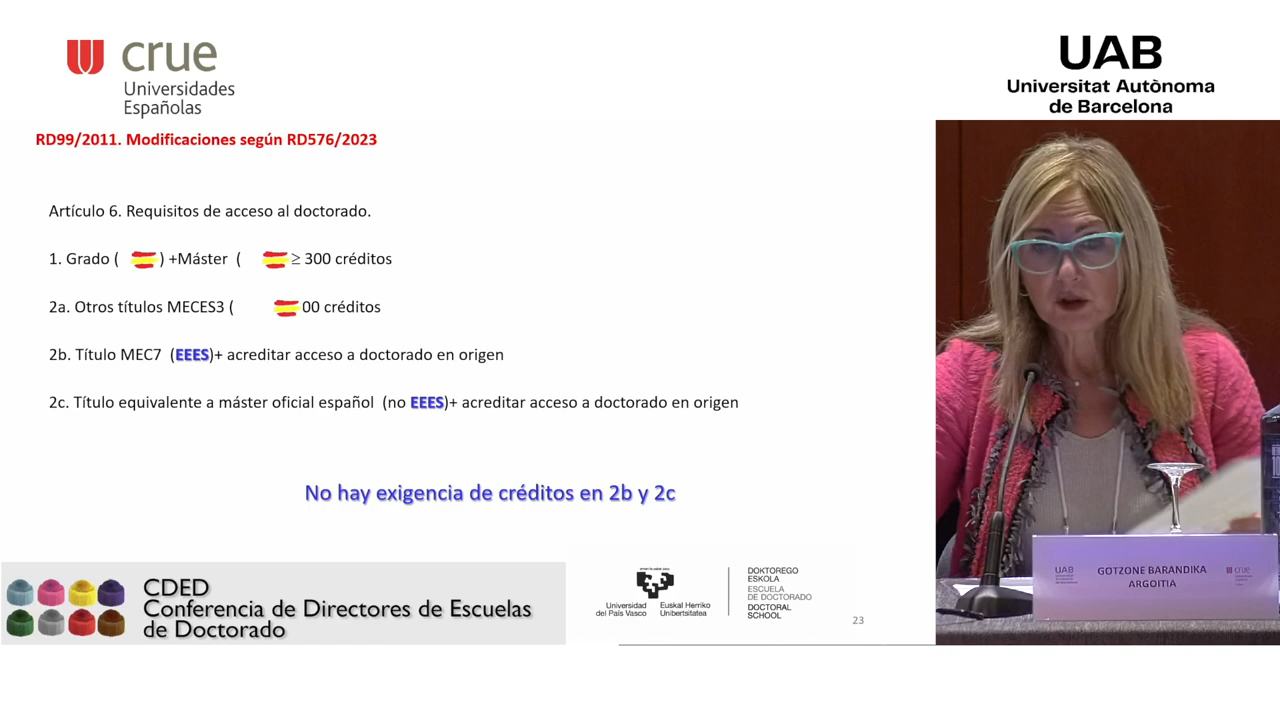 crue
Universidades
Españolas
UAB
Universitat Autònoma
de Barcelona
RD99/2011. Modificaciones según RD576/2023
Artículo 6. Requisitos de acceso al doctorado.
1. Grado ( ) +Máster ( ≥ 300 créditos
2a. Otros títulos MECES3 ( 00 créditos
2b. Título MEC7 (EEES)+ acreditar acceso a doctorado en origen
2c. Título equivalente a máster oficial español (no EEES)+ acreditar acceso a doctorado en origen
No hay exigencia de créditos en 2b y 2c
CDED
Conferencia de Directores de Escuelas
de Doctorado
Universidad
del País Vasco
Euskal Herriko
Unibertsitatea
DOKTOREGO
ESKOLA
ESCUELA
DE DOCTORADO
DOCTORAL
SCHOOL
23
UAB
crue
GOTZONE BARANDIKA
ARGOITIA